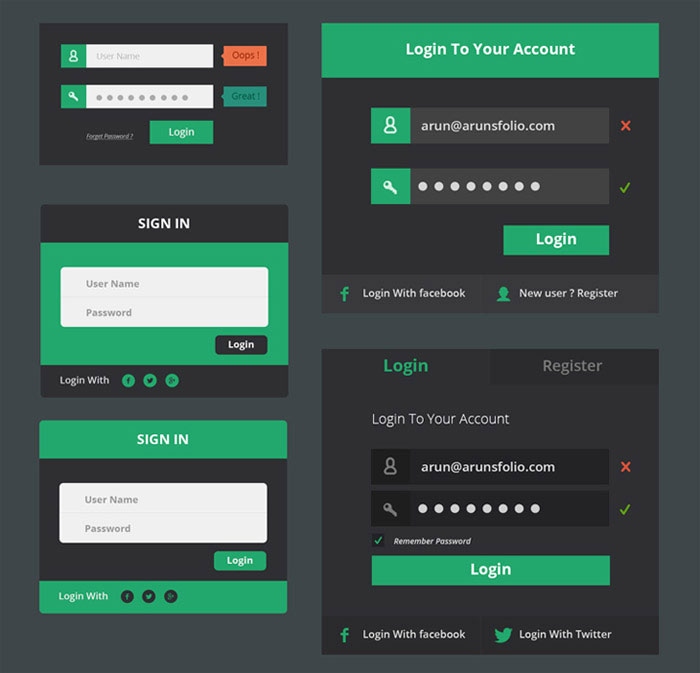 User Name
Oops !
Great !
Forget Password ?
Login
SIGN IN
User Name
Password
Login
Login With
SIGN IN
User Name
Password
Login
Login With
Login To Your Account
arun@arunsfolio.com
Login
Login With facebook
New user ? Register
Login
Register
Login To Your Account
arun@arunsfolio.com
Remember Password
Login
Login With facebook
Login With Twitter